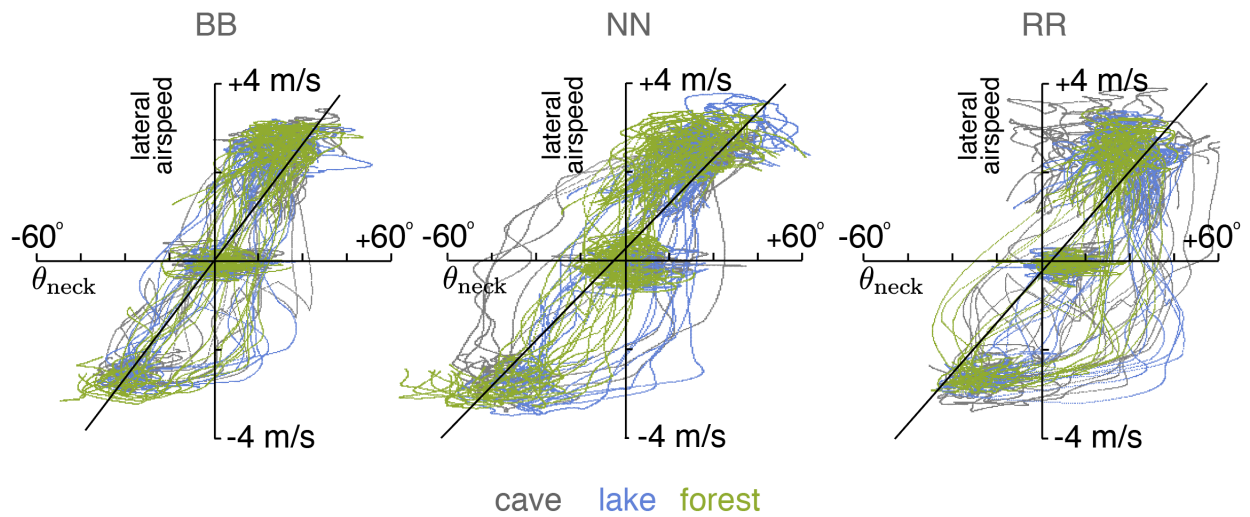 BB
NN
RR
+4 m/s
lateral
airspeed
-60°
+60°
θneck
-4 m/s
+4 m/s
lateral
airspeed
-60°
+60°
θneck
-4 m/s
+4 m/s
lateral
airspeed
-60°
+60°
θneck
-4 m/s
cave lake forest